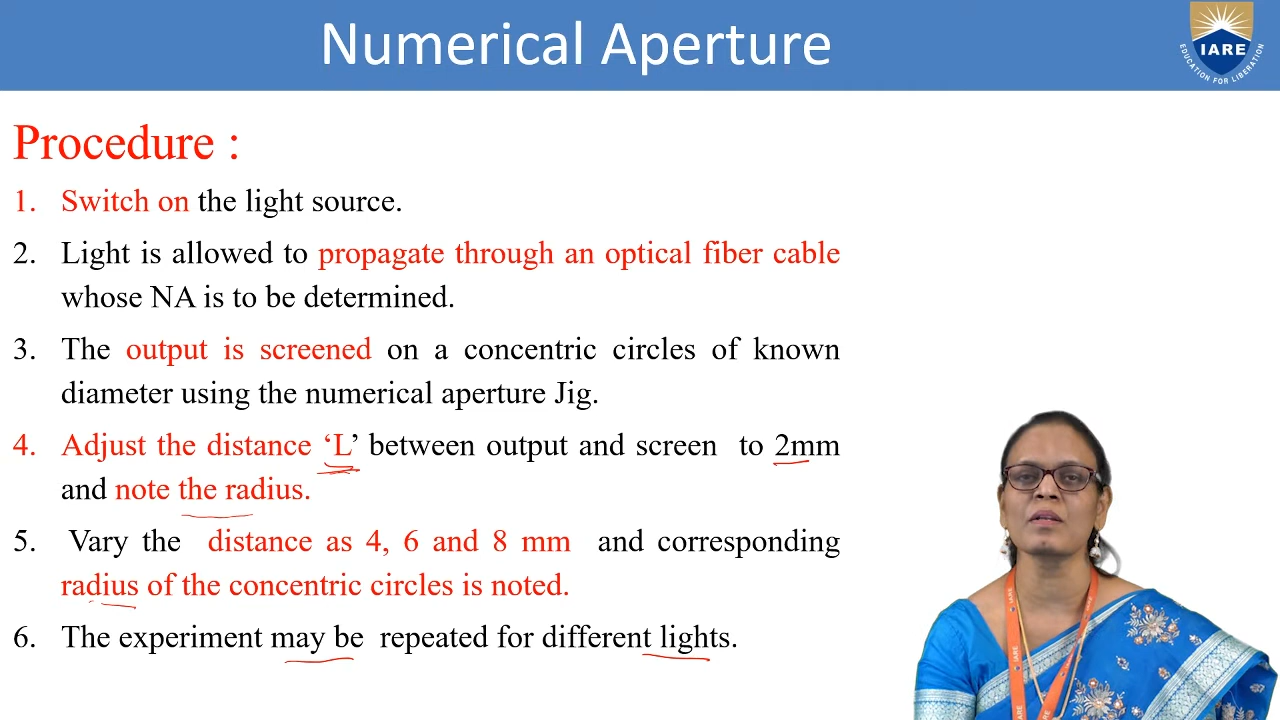 Numerical Aperture
IARE
EDUCATION FOR LIBERATION
Procedure :
1. Switch on the light source.
2. Light is allowed to propagate through an optical fiber cable
whose NA is to be determined.
3. The output is screened on a concentric circles of known
diameter using the numerical aperture Jig.
4. Adjust the distance ‘L’ between output and screen to 2mm
and note the radius.
5. Vary the distance as 4, 6 and 8 mm and corresponding
radius of the concentric circles is noted.
6. The experiment may be repeated for different lights.
IARE
IARE
IARE